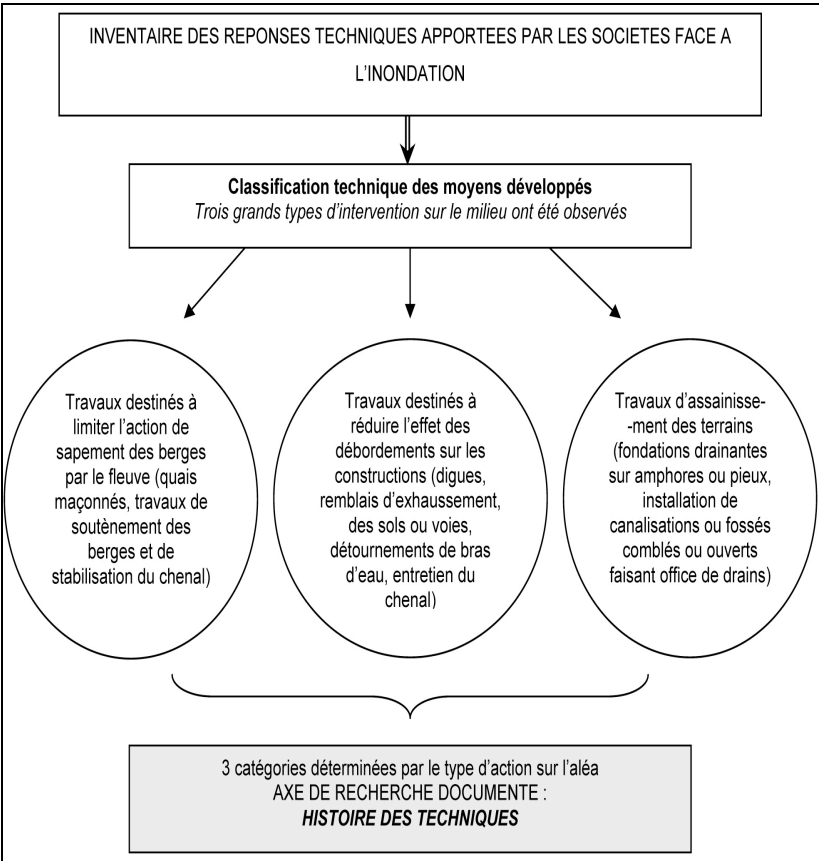 INVENTAIRE DES REPONSES TECHNIQUES APPORTEES PAR LES SOCIETES FACE A
L’INONDATION
Classification technique des moyens développés
Trois grands types d’intervention sur le milieu ont été observés
Travaux destinés à
limiter l’action de
sapement des berges
par le fleuve (quais
maçonnés, travaux de
soutènement des
berges et de
stabilisation du chenal)
Travaux destinés à
réduire l’effet des
débordements sur les
constructions (digues,
remblais d’exhaussement,
des sols ou voies,
détournements de bras
d’eau, entretien du
chenal)
Travaux d’assainisse-
-ment des terrains
(fondations drainantes
sur amphores ou pieux,
installation de
canalisations ou fossés
comblés ou ouverts
faisant office de drains)
3 catégories déterminées par le type d’action sur l’aléa
AXE DE RECHERCHE DOCUMENTE :
HISTOIRE DES TECHNIQUES